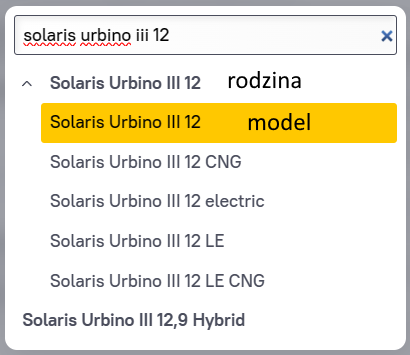 solaris urbino iii 12
Solaris Urbino III 12 rodzina
Solaris Urbino III 12 model
Solaris Urbino III 12 CNG
Solaris Urbino III 12 electric
Solaris Urbino III 12 LE
Solaris Urbino III 12 LE CNG
Solaris Urbino III 12,9 Hybrid